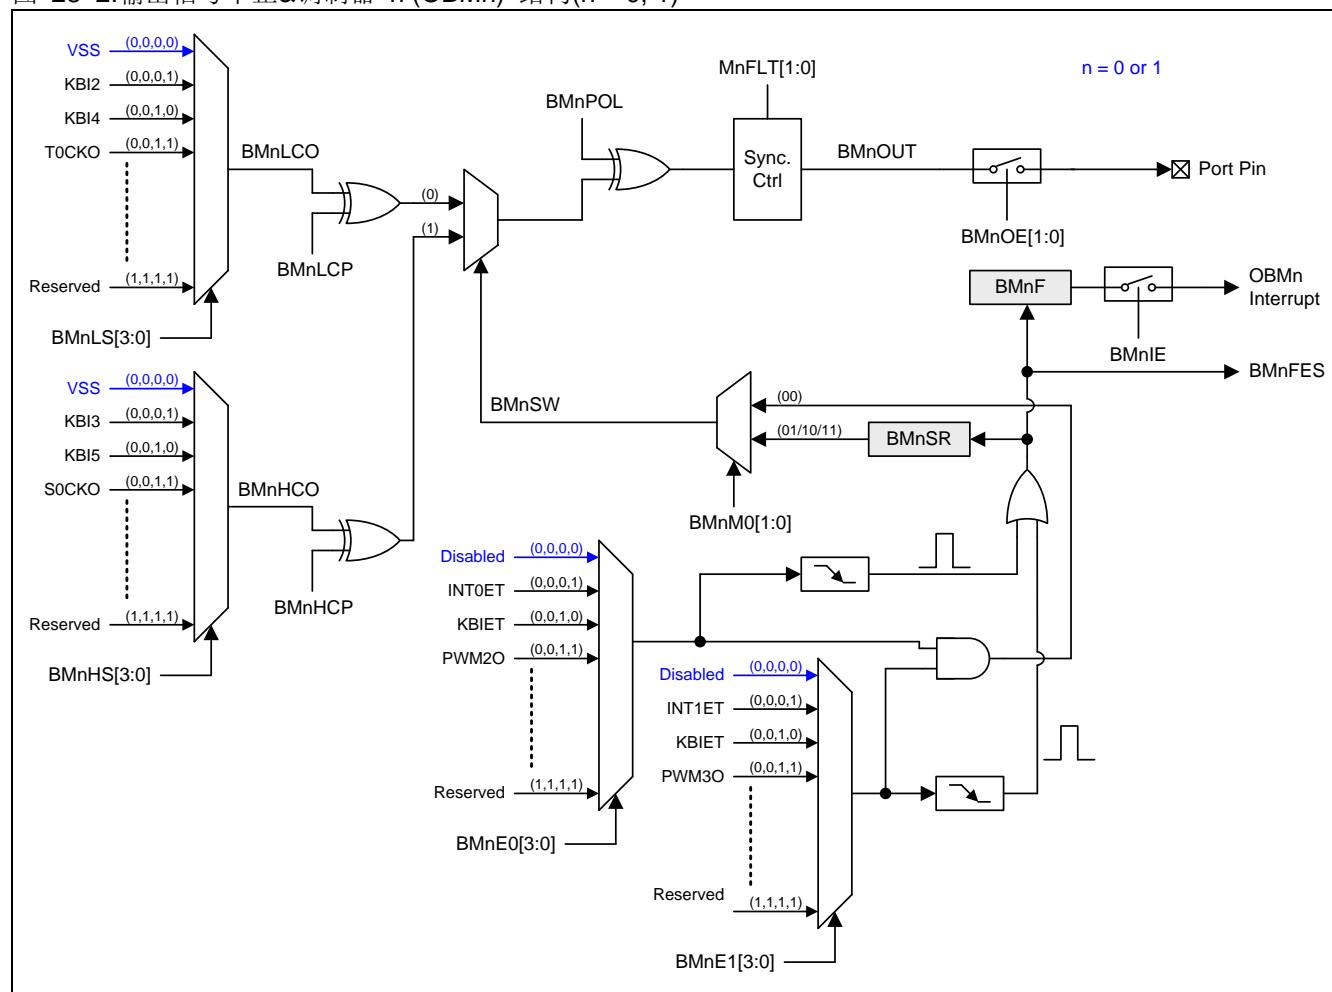 (0,0,0,0)
VSS
(0,0,0,1)
KBI2
(0,0,1,0)
KBI4
(0,0,1,1)
T0CKO
(1,1,1,1)
Reserved
BMnLS[3:0]
BMnLCO
BMnLCP
(0)
(1)
BMnPOL
MnFLT[1:0]
Sync.
Ctrl
BMnOUT
n = 0 or 1
Port Pin
BMnOE[1:0]
BMnF
OBMn
Interrupt
BMnIE
BMnFES
(0,0,0,0)
VSS
(0,0,0,1)
KBI3
(0,0,1,0)
KBI5
(0,0,1,1)
S0CKO
(1,1,1,1)
Reserved
BMnHS[3:0]
BMnHCO
BMnHCP
BMnSW
(00)
(01/10/11)
BMnSR
BMnM0[1:0]
Disabled
(0,0,0,0)
INT0ET
(0,0,0,1)
KBIET
(0,0,1,0)
PWM2O
(0,0,1,1)
Reserved
(1,1,1,1)
BMnE0[3:0]
Disabled
(0,0,0,0)
INT1ET
(0,0,0,1)
KBIET
(0,0,1,0)
PWM3O
(0,0,1,1)
Reserved
(1,1,1,1)
BMnE1[3:0]